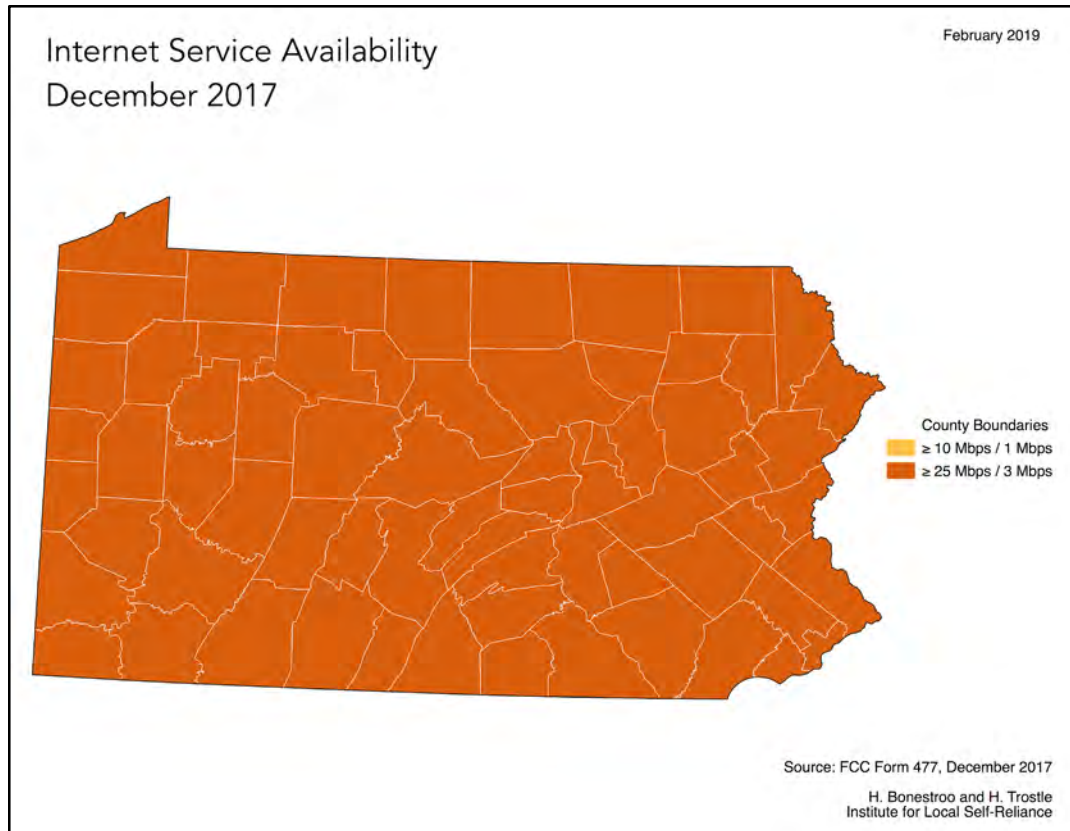 Internet Service Availability
December 2017
February 2019
County Boundaries
≥ 10 Mbps / 1 Mbps
≥ 25 Mbps / 3 Mbps
Source: FCC Form 477, December 2017
H. Bonestroo and H. Trostle
Institute for Local Self-Reliance